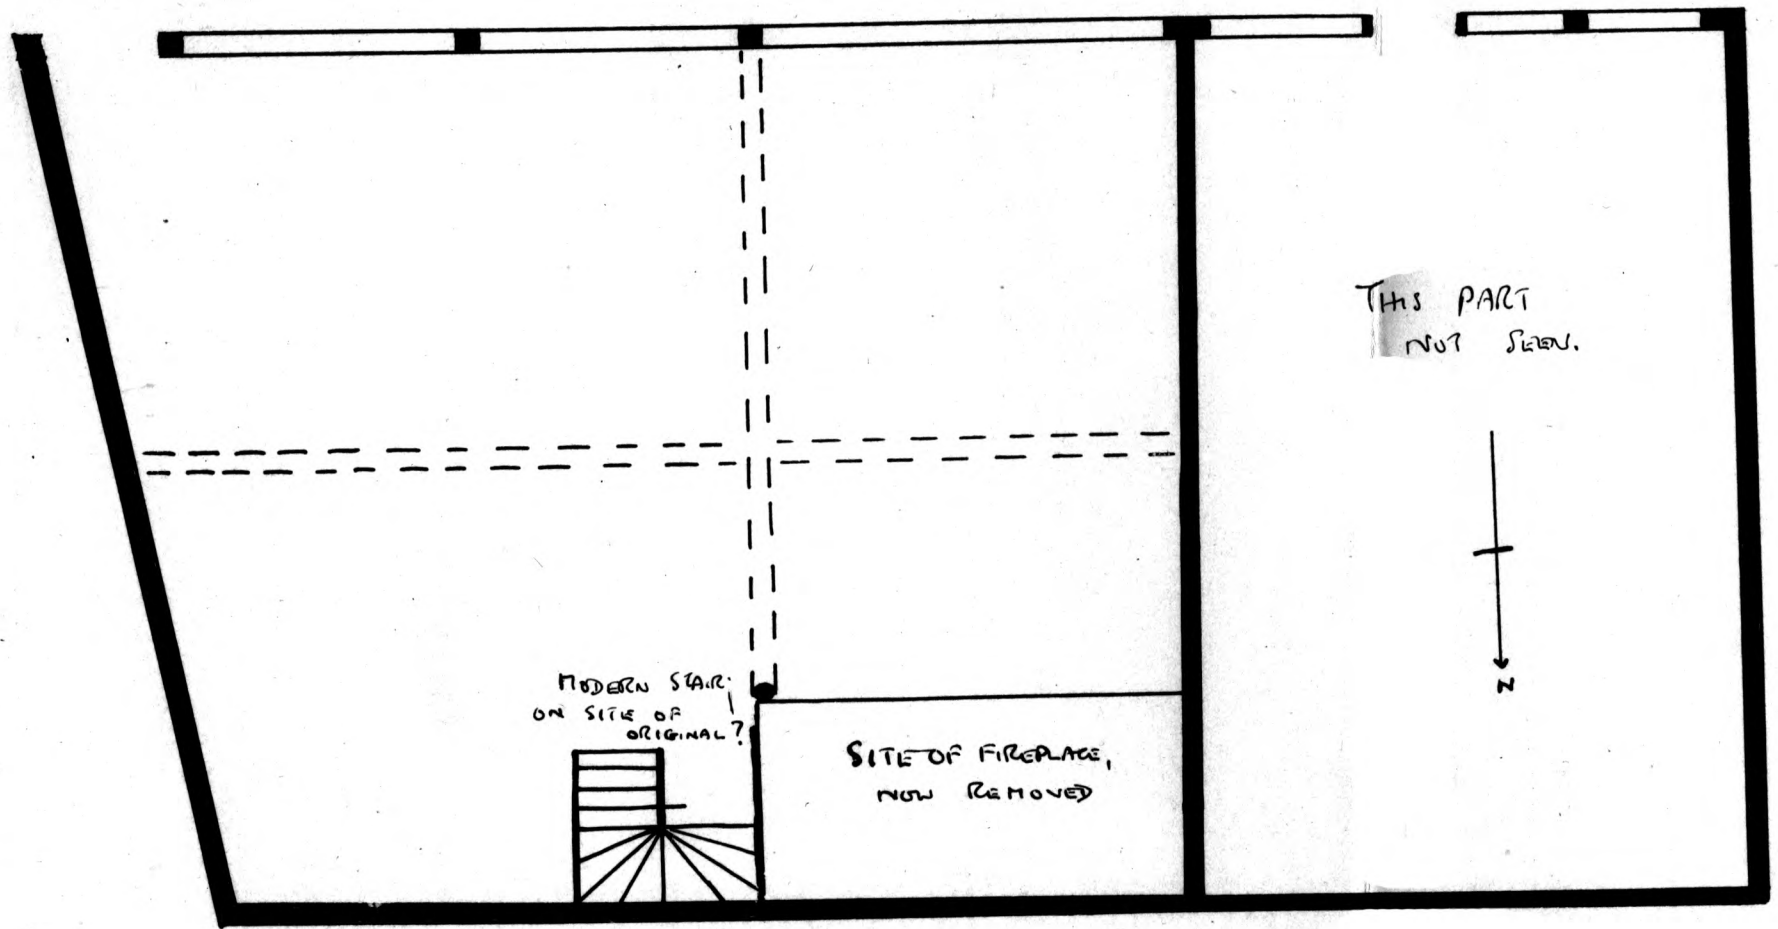 THIS PART
NOT SEEN.
N
MODERN STAIR
ON SITE OF
ORIGINAL?
SITE OF FIREPLACE,
NOW REMOVED